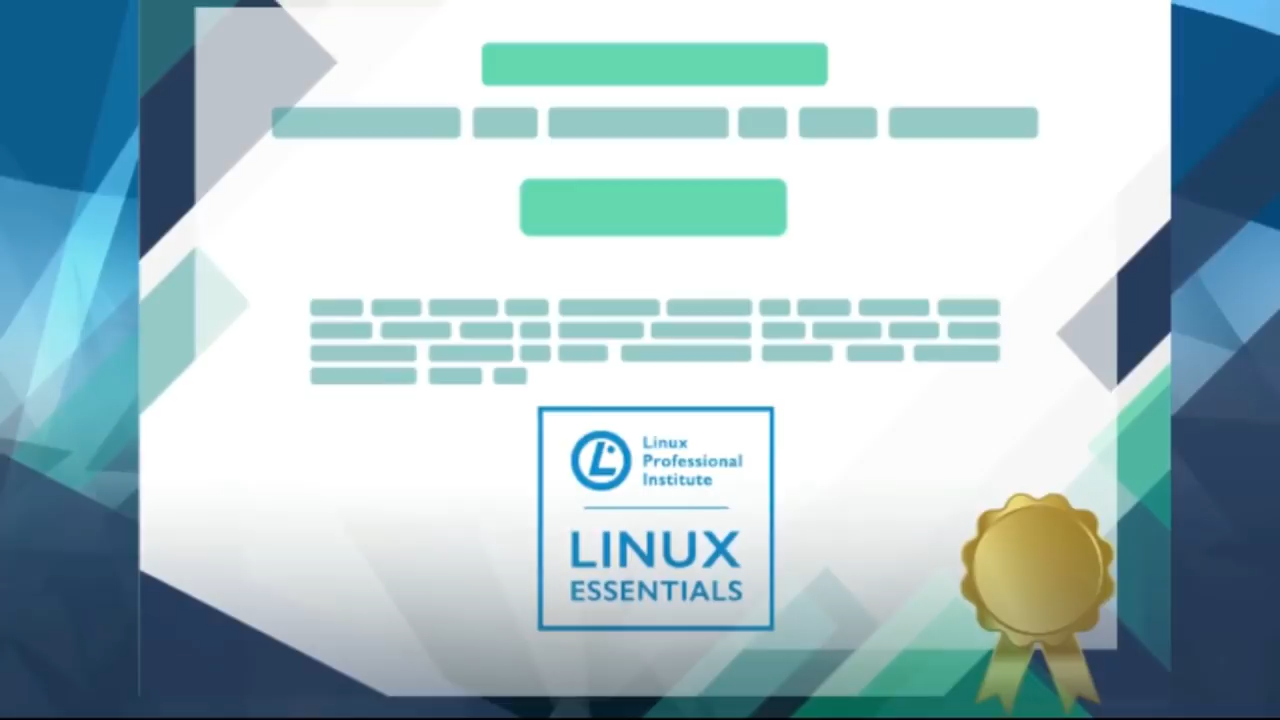 Linux
Professional
Institute
LINUX
ESSENTIALS